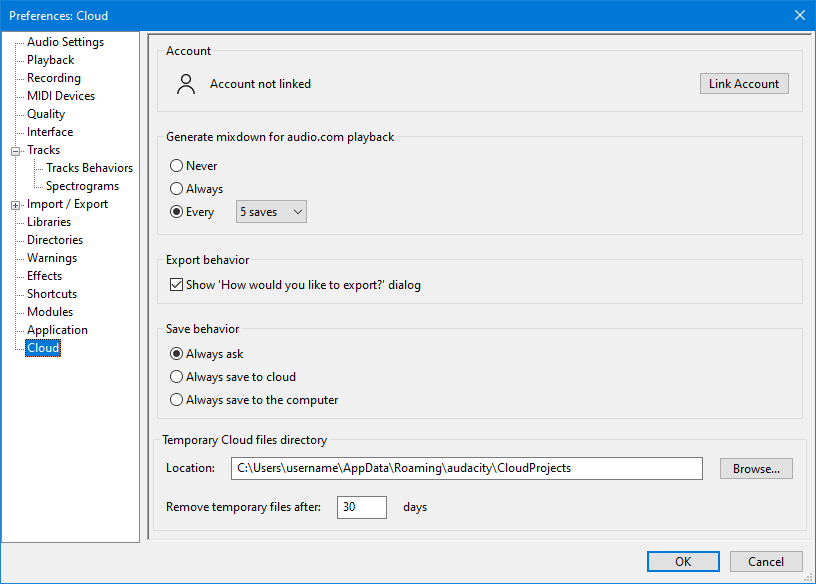 Preferences: Cloud
Audio Settings
Playback
Recording
MIDI Devices
Quality
Interface
Tracks
Tracks Behaviors
Spectrograms
Import / Export
Libraries
Directories
Warnings
Effects
Shortcuts
Modules
Application
Cloud
Account
Account not linked
Link Account
Generate mixdown for audio.com playback
Never
Always
Every 5 saves
Export behavior
Show 'How would you like to export?' dialog
Save behavior
Always ask
Always save to cloud
Always save to the computer
Temporary Cloud files directory
Location: C:\Users\username\AppData\Roaming\audacity\CloudProjects Browse...
Remove temporary files after: 30 days
OK Cancel